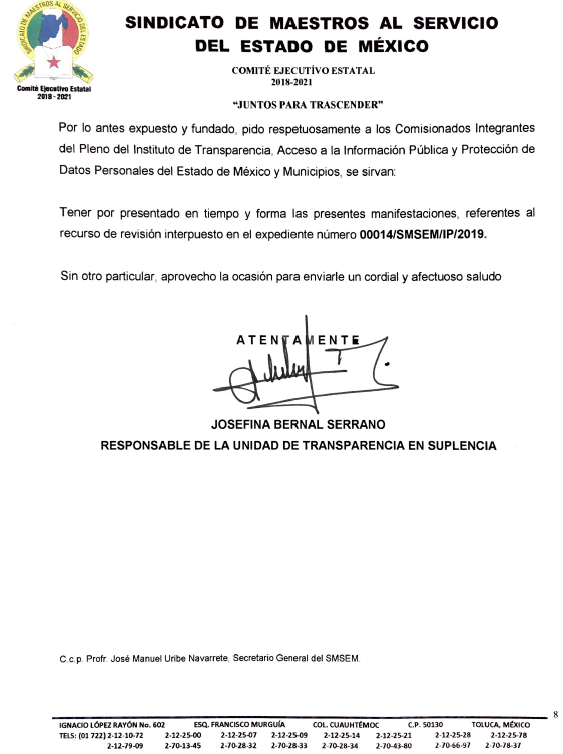 SINDICATO DE MAESTROS AL SERVICIO DEL ESTADO
SINDICATO DE MAESTROS AL SERVICIO
DEL ESTADO DE MÉXICO
Comité Ejecutivo Estatal
2018 - 2021
COMITÉ EJECUTÍVO ESTATAL
2018-2021
“JUNTOS PARA TRASCENDER”
Por lo antes expuesto y fundado, pido respetuosamente a los Comisionados Integrantes
del Pleno del Instituto de Transparencia, Acceso a la Información Pública y Protección de
Datos Personales del Estado de México y Municipios, se sirvan:
Tener por presentado en tiempo y forma las presentes manifestaciones, referentes al
recurso de revisión interpuesto en el expediente número 00014/SMSEM/IP/2019.
Sin otro particular, aprovecho la ocasión para enviarle un cordial y afectuoso saludo
ATENTAMENTE
JOSEFINA BERNAL SERRANO
RESPONSABLE DE LA UNIDAD DE TRANSPARENCIA EN SUPLENCIA
C.c.p. Profr. José Manuel Uribe Navarrete, Secretario General del SMSEM.
8
IGNACIO LÓPEZ RAYÓN No. 602 ESQ. FRANCISCO MURGUÍA COL. CUAUHTÉMOC C.P. 50130 TOLUCA, MÉXICO
TELS: (01 722) 2-12-10-72 2-12-25-00 2-12-25-07 2-12-25-09 2-12-25-14 2-12-25-21 2-12-25-28 2-12-25-78
2-12-79-09 2-70-13-45 2-70-28-32 2-70-28-33 2-70-28-34 2-70-43-80 2-70-66-97 2-70-78-37